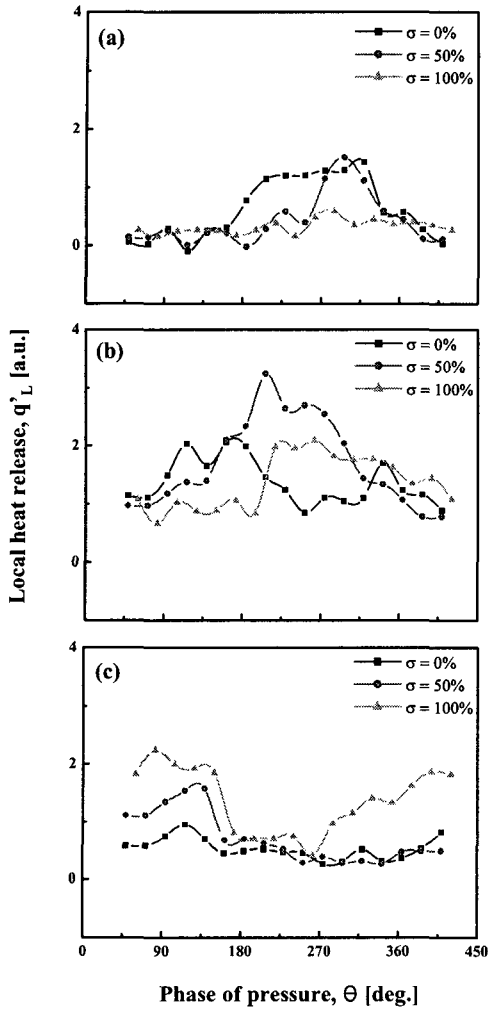 4
(a)
σ = 0%
σ = 50%
σ = 100%
2
0
4
(b)
σ = 0%
σ = 50%
σ = 100%
2
0
4
(c)
σ = 0%
σ = 50%
σ = 100%
2
0
0 90 180 270 360 450
Local heat release, q'L [a.u.]
Phase of pressure, Θ [deg.]